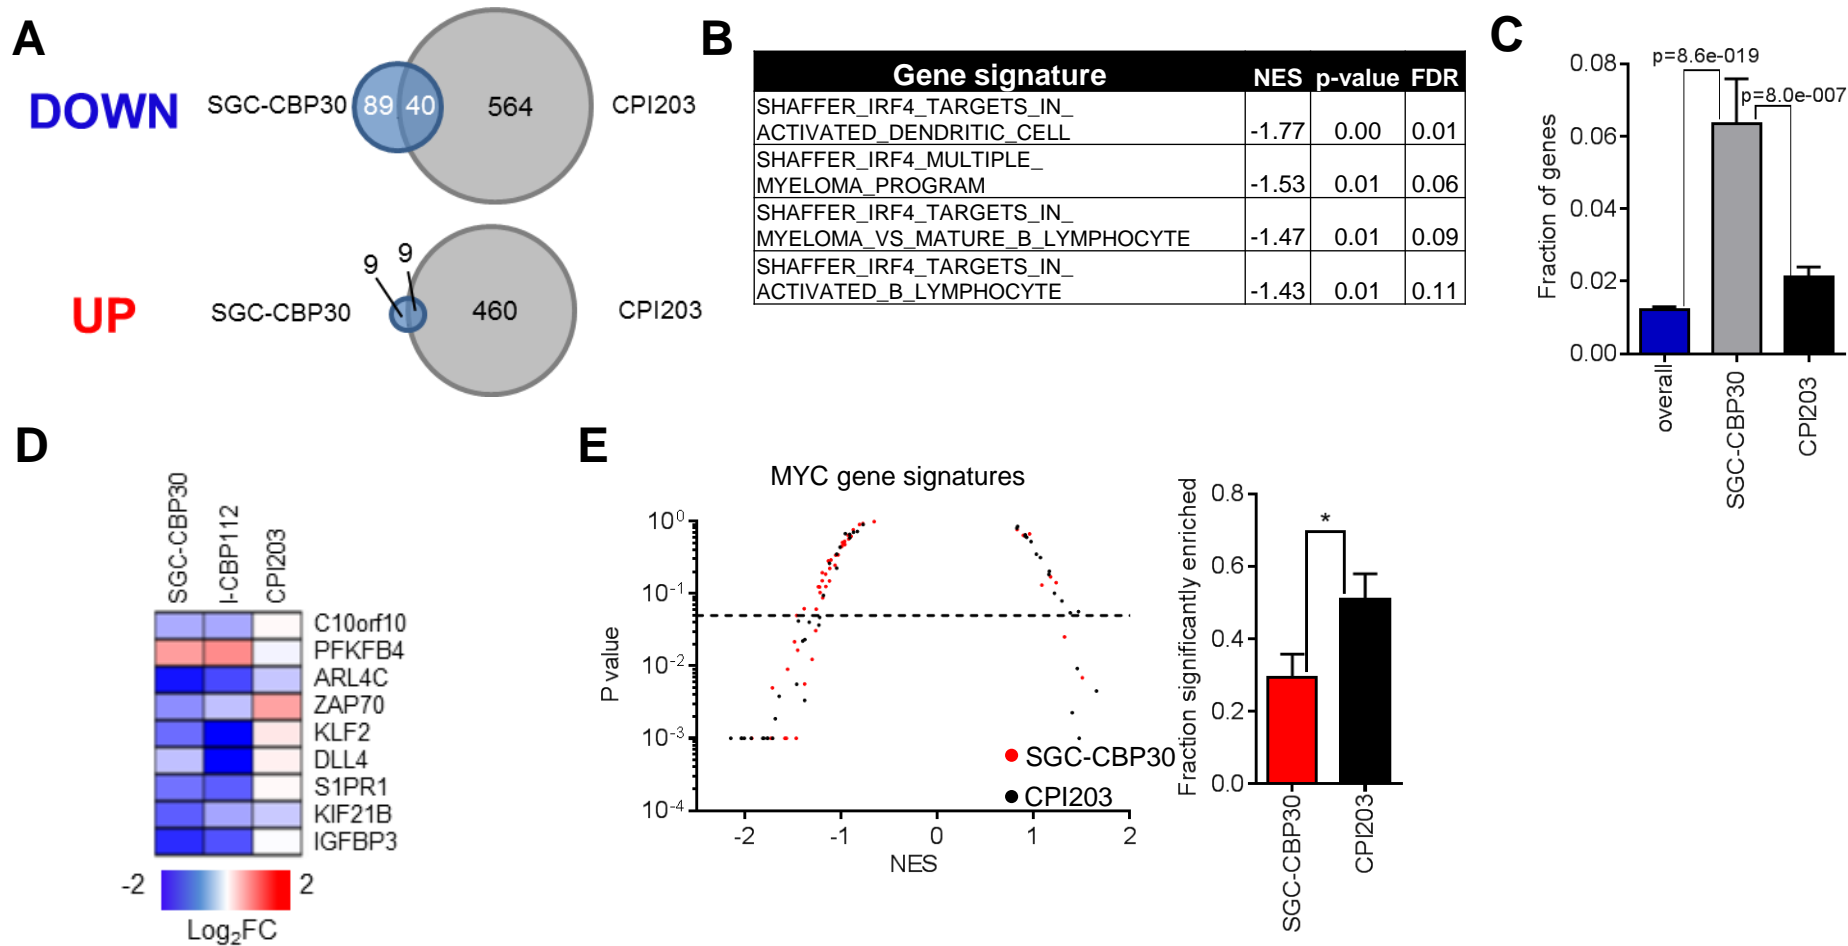 A
DOWN
SGC-CBP30
89
40
564
CPI203
UP
9
9
SGC-CBP30
460
CPI203
B
Gene signature NES p-value FDR
SHAFFER_IRF4_TARGETS_IN_
ACTIVATED_DENDRITIC_CELL -1.77 0.00 0.01
SHAFFER_IRF4_MULTIPLE_
MYELOMA_PROGRAM -1.53 0.01 0.06
SHAFFER_IRF4_TARGETS_IN_
MYELOMA_VS_MATURE_B_LYMPHOCYTE -1.47 0.01 0.09
SHAFFER_IRF4_TARGETS_IN_
ACTIVATED_B_LYMPHOCYTE -1.43 0.01 0.11
C
p=8.6e-019
p=8.0e-007
Fraction of genes
0.08
0.06
0.04
0.02
0.00
overall
SGC-CBP30
CPI203
D
SGC-CBP30
I-CBP112
CPI203
C10orf10
PFKFB4
ARL4C
ZAP70
KLF2
DLL4
S1PR1
KIF21B
IGFBP3
-2
2
Log₂FC
E
MYC gene signatures
P value
10⁰
10⁻¹
10⁻²
10⁻³
10⁻⁴
-2 -1 0 1 2
NES
SGC-CBP30
CPI203
Fraction significantly enriched
0.8
0.6
0.4
0.2
0.0
*
SGC-CBP30
CPI203